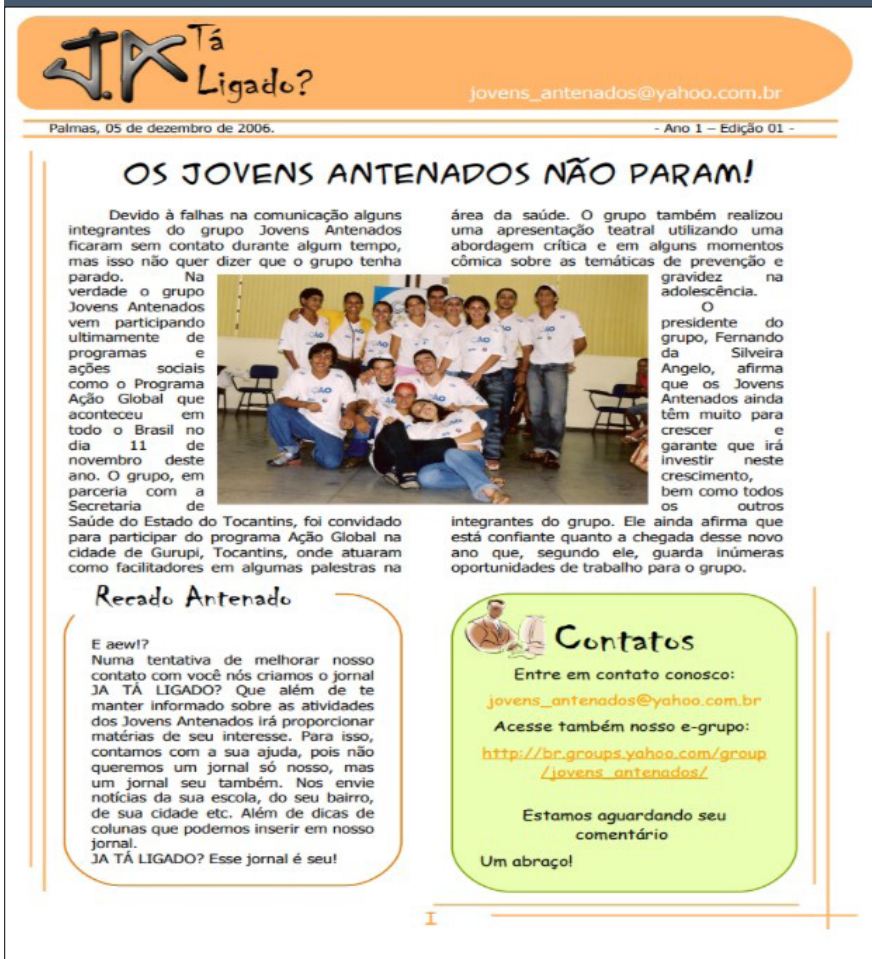 J.A Tá
Ligado?
jovens_antenados@yahoo.com.br
Palmas, 05 de dezembro de 2006.
- Ano 1 – Edição 01 -
OS JOVENS ANTENADOS NÃO PARAM!
Devido à falhas na comunicação alguns
integrantes do grupo Jovens Antenados
ficaram sem contato durante algum tempo,
mas isso não quer dizer que o grupo tenha
parado. Na
verdade o grupo
Jovens Antenados
vem participando
ultimamente de
programas e
ações sociais
como o Programa
Ação Global que
aconteceu em
todo o Brasil no
dia 11 de
novembro deste
ano. O grupo, em
parceria com a
Secretaria de
Saúde do Estado do Tocantins, foi convidado
para participar do programa Ação Global na
cidade de Gurupi, Tocantins, onde atuaram
como facilitadores em algumas palestras na
área da saúde. O grupo também realizou
uma apresentação teatral utilizando uma
abordagem crítica e em alguns momentos
cômica sobre as temáticas de prevenção e
gravidez na
adolescência.
O
presidente do
grupo, Fernando
da Silveira
Angelo, afirma
que os Jovens
Antenados ainda
têm muito para
crescer e
garante que irá
investir neste
crescimento,
bem como todos
os outros
integrantes do grupo. Ele ainda afirma que
está confiante quanto a chegada desse novo
ano que, segundo ele, guarda inúmeras
oportunidades de trabalho para o grupo.
Recado Antenado
E aew!?
Numa tentativa de melhorar nosso
contato com você nós criamos o jornal
JA TÁ LIGADO? Que além de te
manter informado sobre as atividades
dos Jovens Antenados irá proporcionar
matérias de seu interesse. Para isso,
contamos com a sua ajuda, pois não
queremos um jornal só nosso, mas
um jornal seu também. Nos envie
notícias da sua escola, do seu bairro,
de sua cidade etc. Além de dicas de
colunas que podemos inserir em nosso
jornal.
JA TÁ LIGADO? Esse jornal é seu!
Contatos
Entre em contato conosco:
jovens_antenados@yahoo.com.br
Acesse também nosso e-grupo:
http://br.groups.yahoo.com/group
/jovens_antenados/
Estamos aguardando seu
comentário
Um abraço!
I